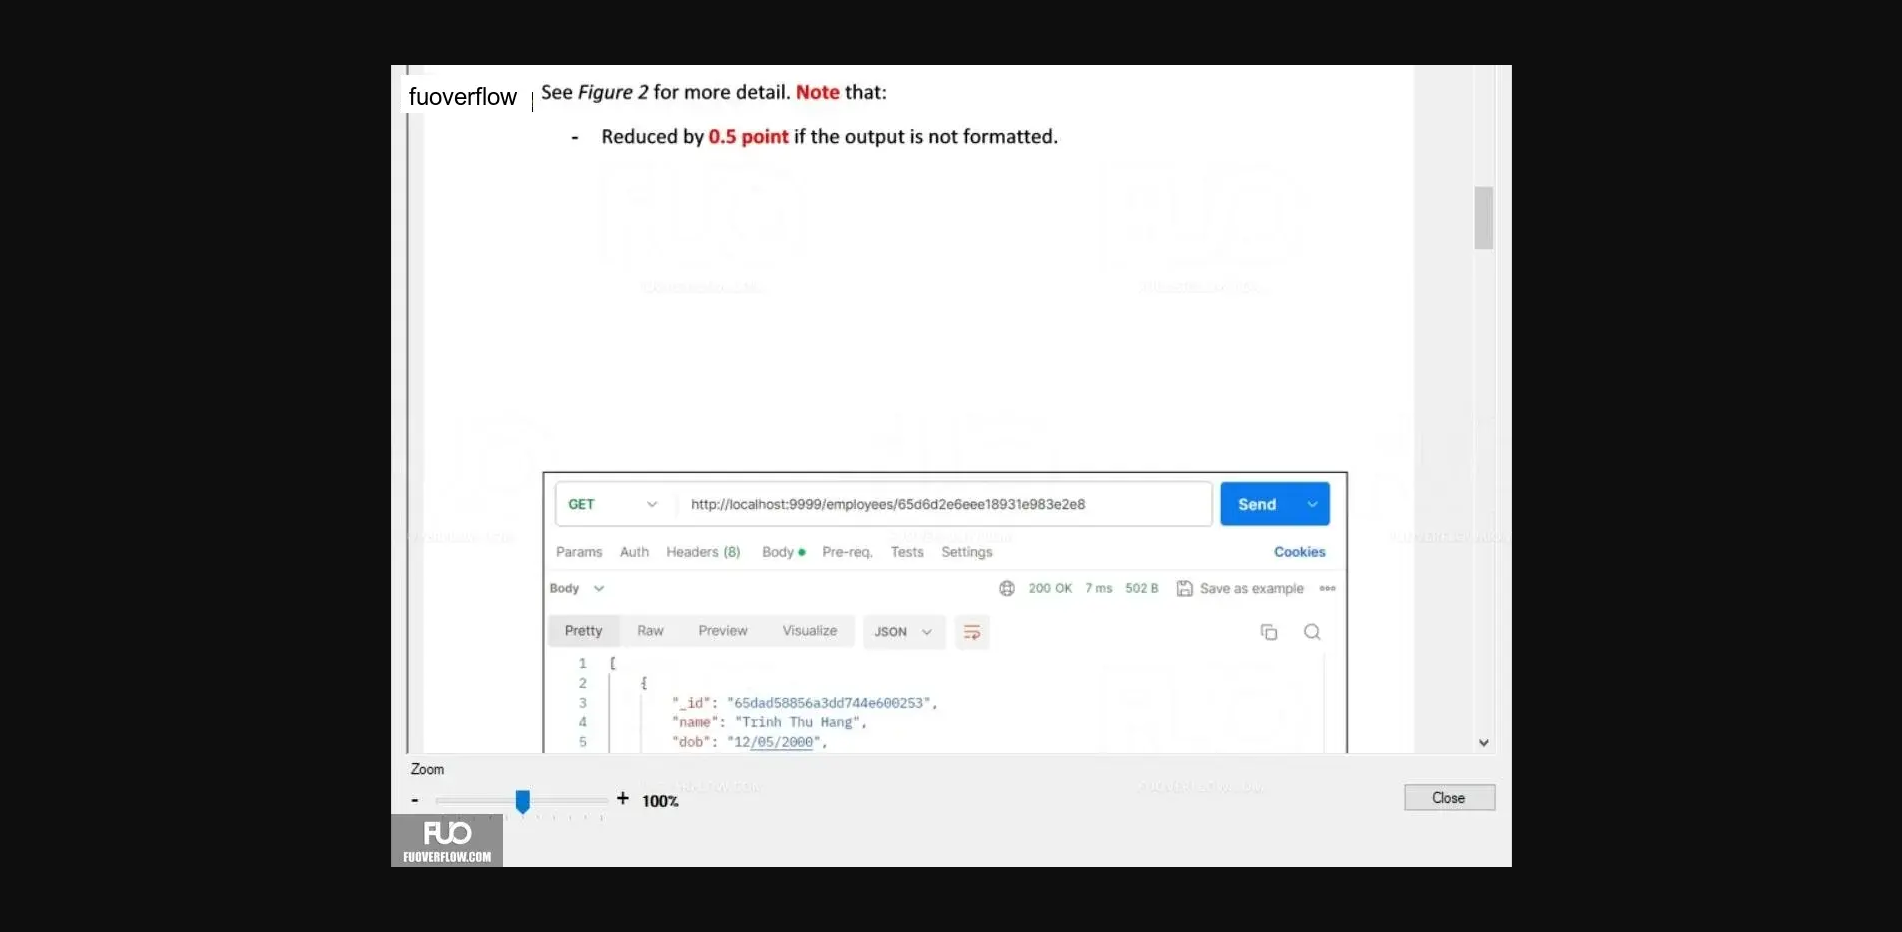 fuoverflow
See Figure 2 for more detail. Note that:
- Reduced by 0.5 point if the output is not formatted.
GET http://localhost:9999/employees/65d6d2e6eee18931e983e2e8 Send
Params Auth Headers (8) Body Pre-req. Tests Settings Cookies
Body 200 OK 7 ms 502 B Save as example
Pretty Raw Preview Visualize JSON
1 [
2 {
3 "_id": "65dad58856a3dd744e600253",
4 "name": "Trinh Thu Hang",
5 "dob": "12/05/2000",
Zoom
- + 100%
Close
FUO
FUOVERFLOW.COM